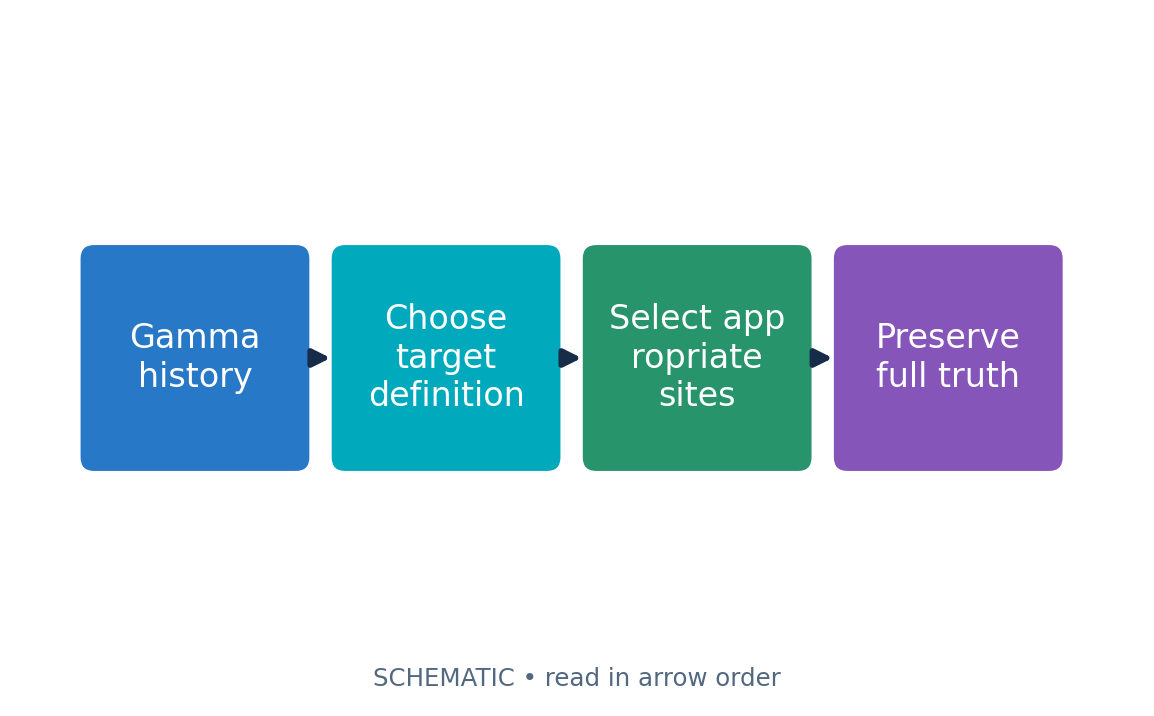 Gamma
history
Choose
target
definition
Select app
ropriate
sites
Preserve
full truth
SCHEMATIC • read in arrow order